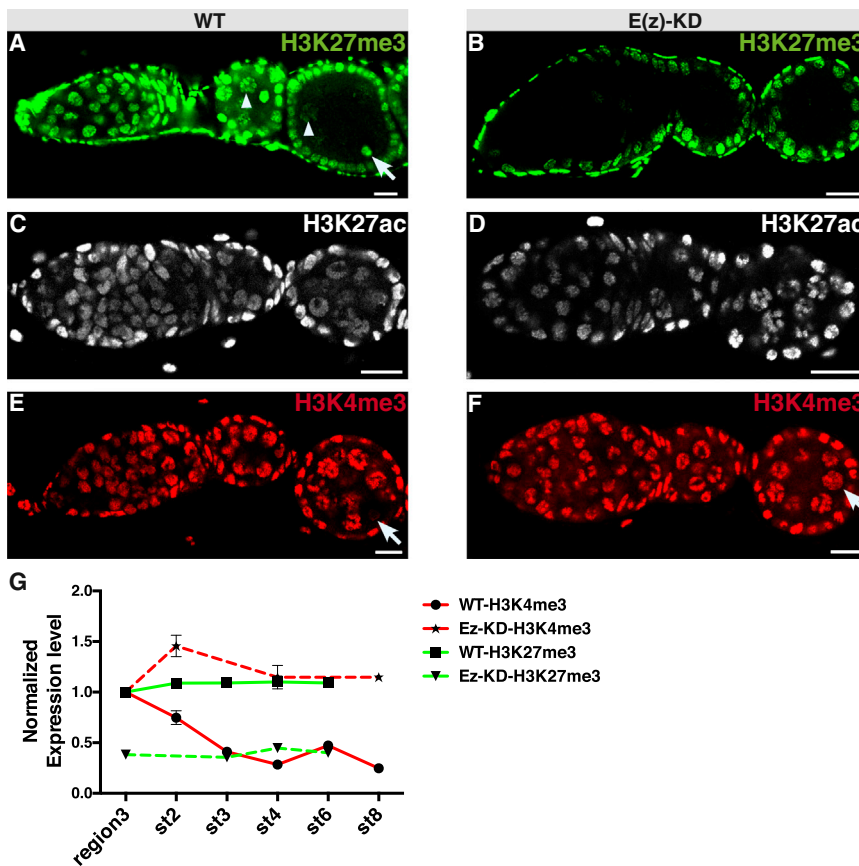 WT
E(z)-KD
A
H3K27me3
B
H3K27me3
C
H3K27ac
D
H3K27ac
E
H3K4me3
F
H3K4me3
G
Normalized
Expression level
2.0
1.5
1.0
0.5
0.0
region3
st2
st3
st4
st6
st8
WT-H3K4me3
Ez-KD-H3K4me3
WT-H3K27me3
Ez-KD-H3K27me3